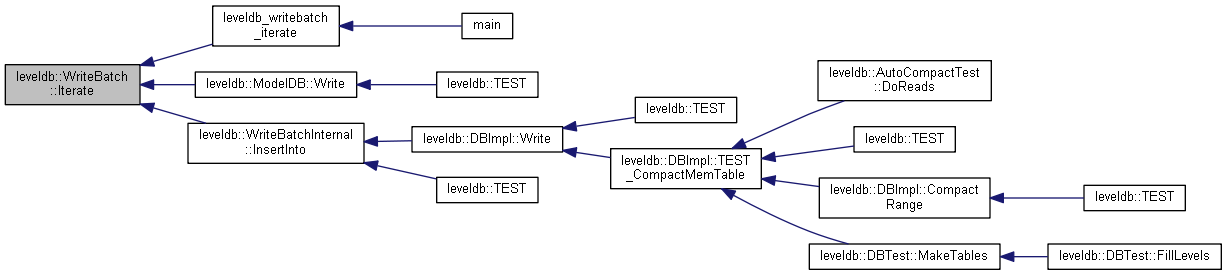 leveldb::WriteBatch
::Iterate
leveldb_writebatch
_iterate
main
leveldb::ModelDB::Write
leveldb::TEST
leveldb::WriteBatchInternal
::InsertInto
leveldb::DBImpl::Write
leveldb::TEST
leveldb::TEST
leveldb::DBImpl::TEST
_CompactMemTable
leveldb::AutoCompactTest
::DoReads
leveldb::TEST
leveldb::DBImpl::Compact
Range
leveldb::TEST
leveldb::DBTest::MakeTables
leveldb::DBTest::FillLevels